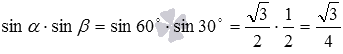 sin α · sin β = sin 60° · sin 30° = √3/2 · 1/2 = √3/4